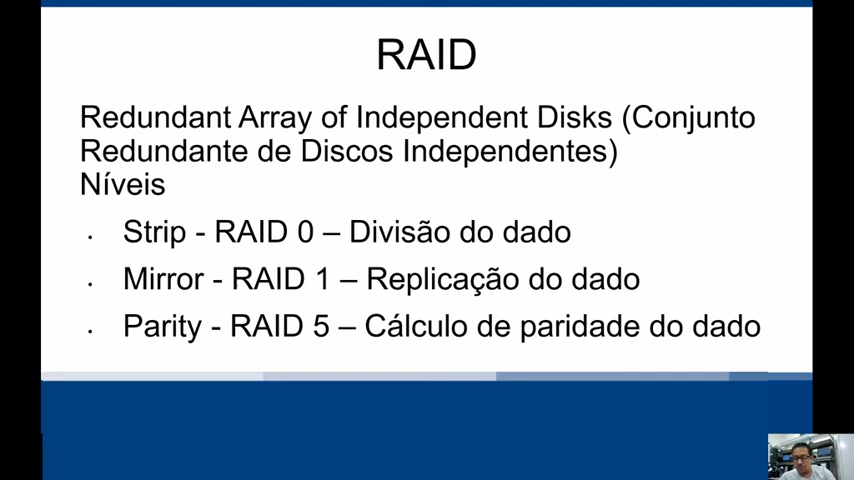 RAID
Redundant Array of Independent Disks (Conjunto
Redundante de Discos Independentes)
Níveis
• Strip - RAID 0 – Divisão do dado
• Mirror - RAID 1 – Replicação do dado
• Parity - RAID 5 – Cálculo de paridade do dado